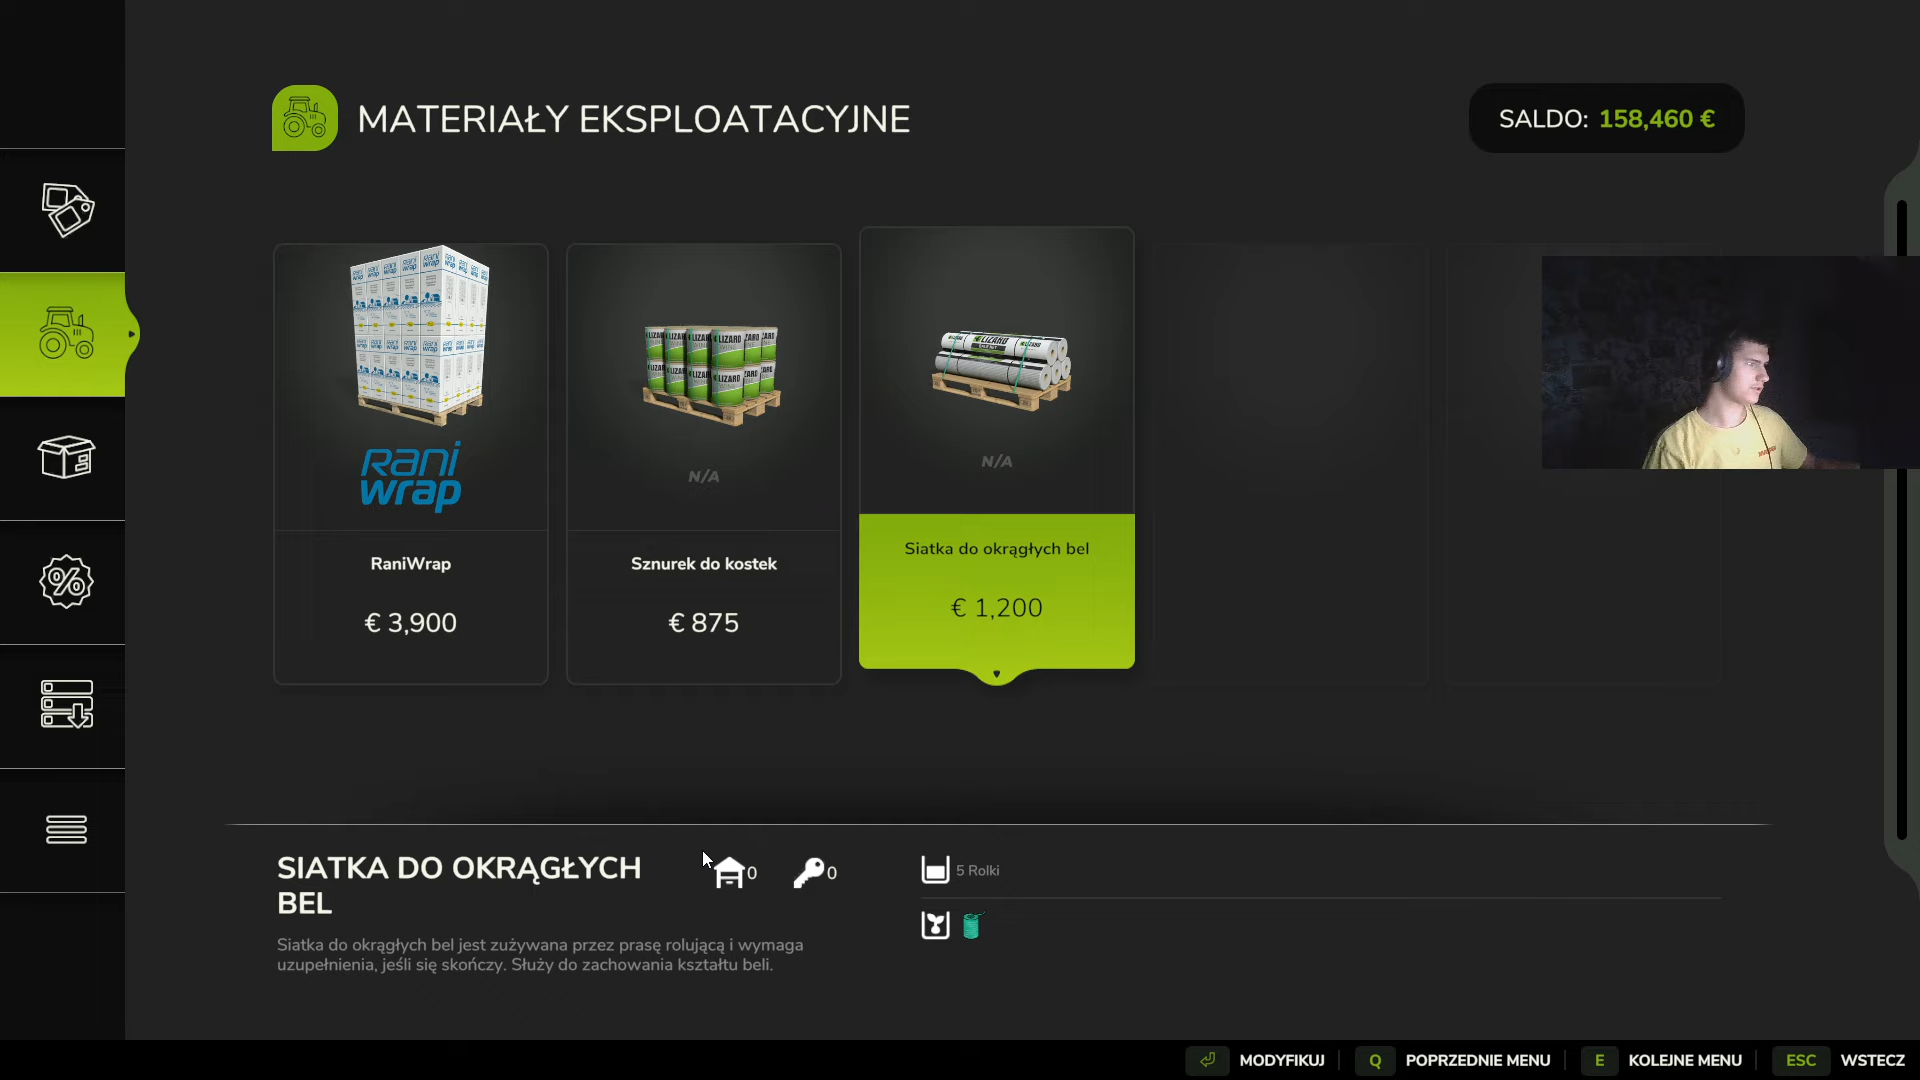 MATERIAŁY EKSPLOATACYJNE
SALDO: 158,460 €
Rani
wrap
N/A
N/A
LIZARD
RaniWrap
Sznurek do kostek
Siatka do okrągłych bel
€ 3,900
€ 875
€ 1,200
SIATKA DO OKRĄGŁYCH
BEL
0
0
5 Rolki
Siatka do okrągłych bel jest zużywana przez prasę rolującą i wymaga
uzupełnienia, jeśli się skończy. Służy do zachowania kształtu beli.
MODYFIKUJ
Q POPRZEDNIE MENU
E KOLEJNE MENU
ESC WSTECZ